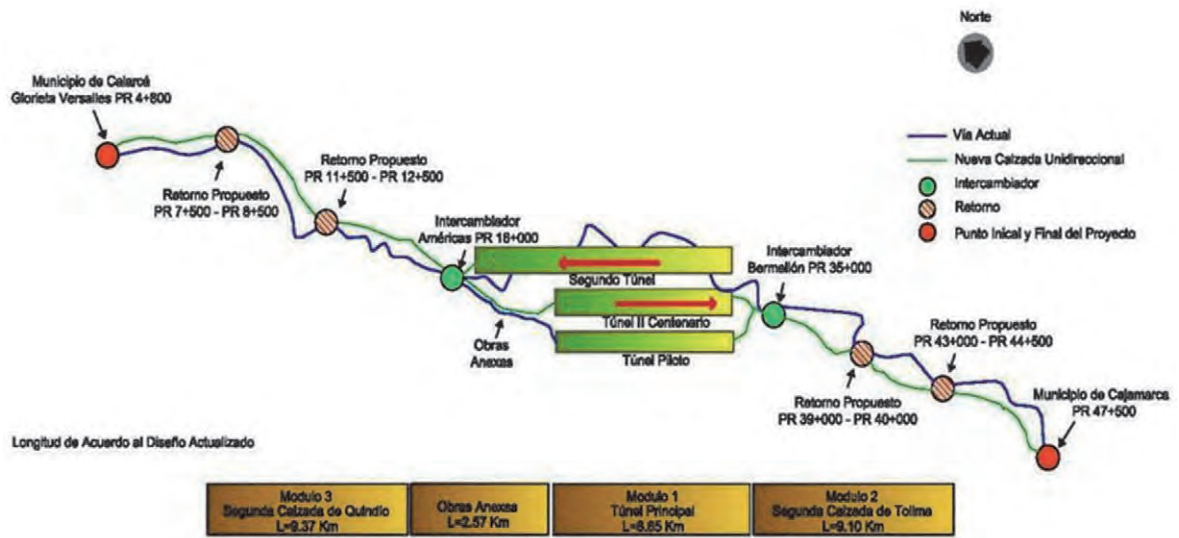 Norte
Municipio de Calarcá
Glorieta Versalles PR 4+800
Retorno Propuesto
PR 7+500 - PR 8+500
Retorno Propuesto
PR 11+500 - PR 12+500
Intercambiador
Américas PR 18+000
Obras
Anexas
Segundo Túnel
Túnel II Centenario
Túnel Piloto
Intercambiador
Bermellón PR 35+000
Retorno Propuesto
PR 39+000 - PR 40+000
Retorno Propuesto
PR 43+000 - PR 44+500
Municipio de Cajamarca
PR 47+500
Vía Actual
Nueva Calzada Unidireccional
Intercambiador
Retorno
Punto Inical y Final del Proyecto
Longitud de Acuerdo al Diseño Actualizado
Modulo 3
Segunda Calzada de Quindío
L=9.37 Km
Obras Anexas
L=2.57 Km
Modulo 1
Túnel Principal
L=8.65 Km
Modulo 2
Segunda Calzada de Tolima
L=9.10 Km